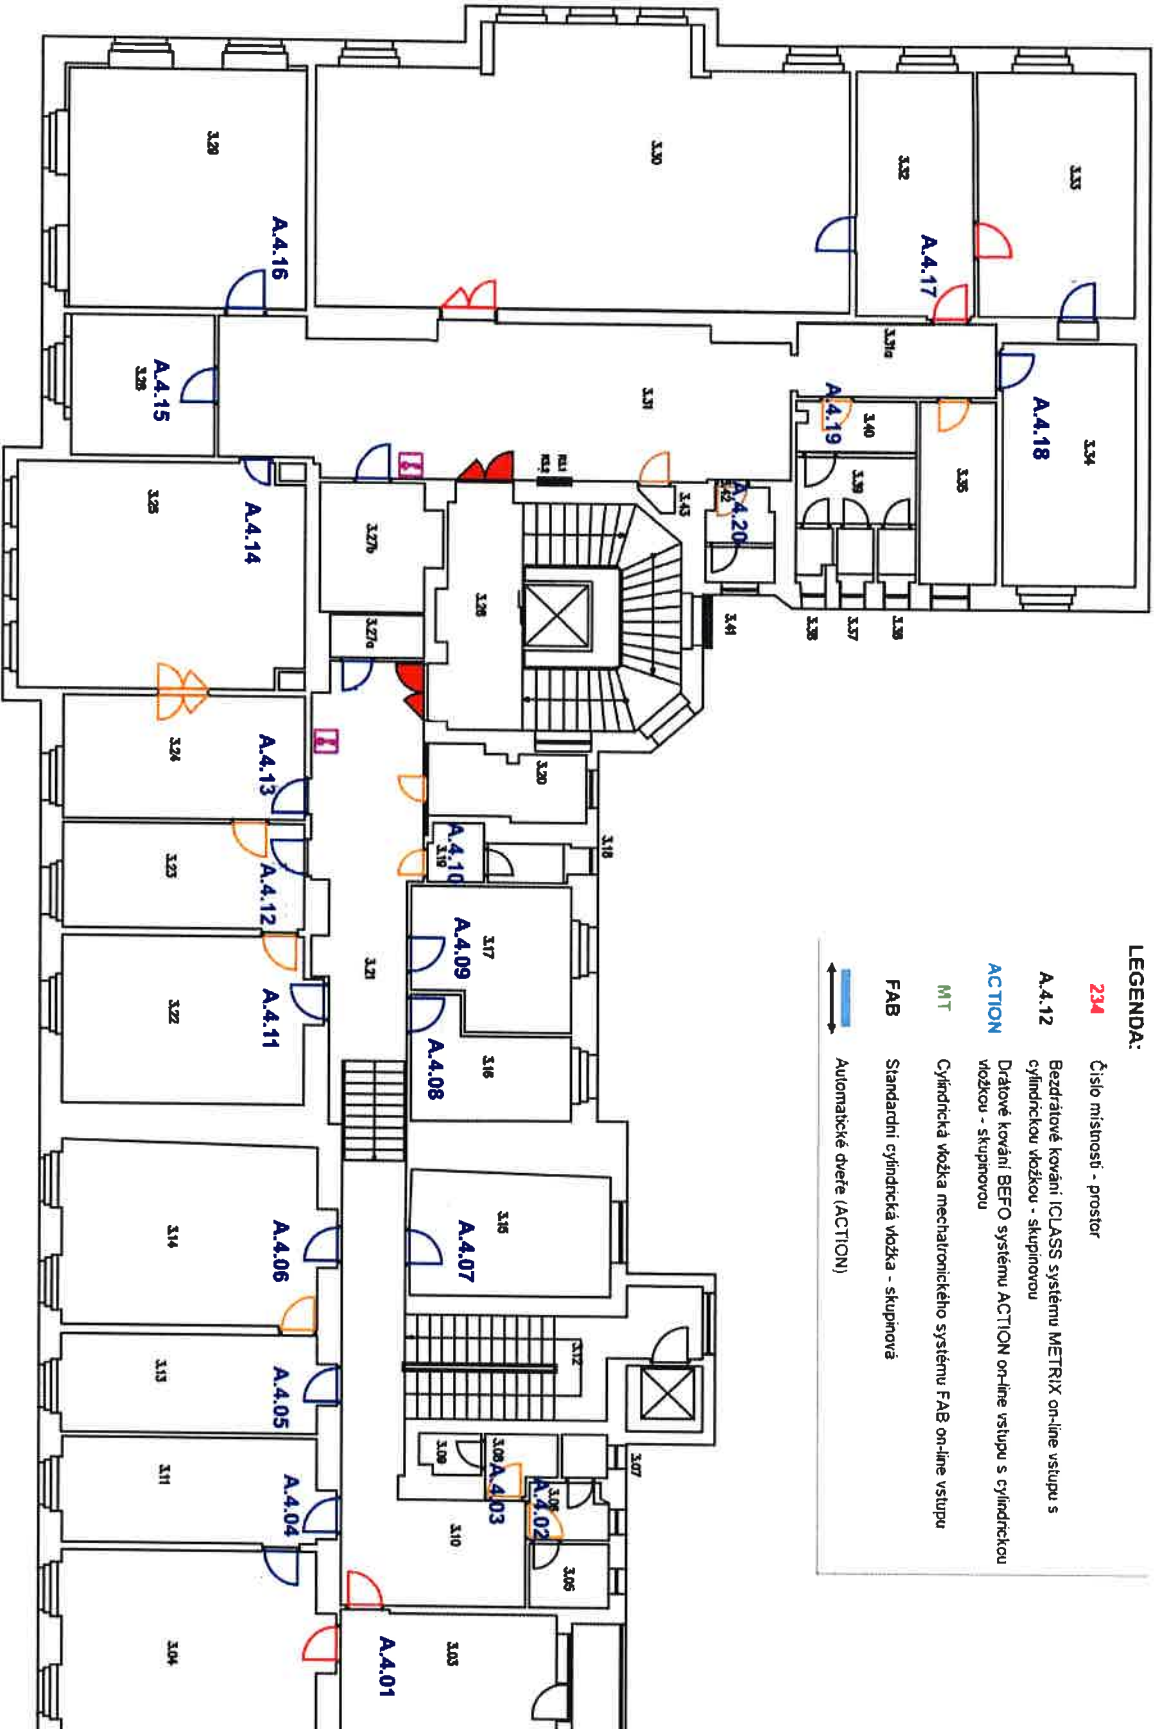 LEGENDA:
234 Číslo místnosti - prostor
A.4.12 Bezdrátové kování ICLASS systému METRIX on-line vstupu s
cylindrickou vložkou - skupinovou
ACTION Drátové kování BEFO systému ACTION on-line vstupu s cylindrickou
vložkou - skupinovou
MT Cylindrická vložka mechatronického systému FAB on-line vstupu
FAB Standardní cylindrická vložka - skupinová
Automatické dveře (ACTION)
3.33
3.32
A.4.17
3.30
3.29
A.4.16
3.34
A.4.18
3.31a
3.35
A.4.19
3.40
3.39
3.38
3.37
3.36
3.31
A.4.20
3.42
3.43
3.41
A.4.15
3.28
A.4.14
3.25
3.27b
3.27a
3.26
3.24
A.4.13
3.20
3.18
A.4.10
3.19
3.23
A.4.12
3.17
A.4.09
3.21
3.22
A.4.11
A.4.08
3.16
3.15
A.4.07
3.14
A.4.06
3.12
3.13
A.4.05
3.11
A.4.04
3.09
3.08
A.4.03
3.07
3.06
A.4.02
3.05
3.10
3.04
A.4.01
3.03